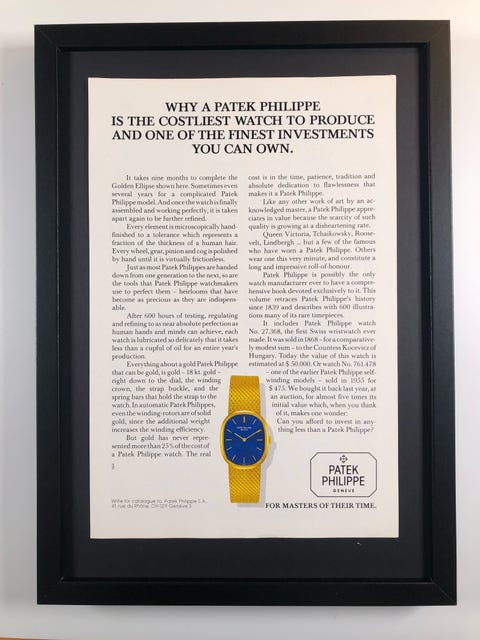 WHY A PATEK PHILIPPE
IS THE COSTLIEST WATCH TO PRODUCE
AND ONE OF THE FINEST INVESTMENTS
YOU CAN OWN.
It takes nine months to complete the
Golden Ellipse shown here. Sometimes even
several years for a complicated Patek
Philippe model. And once the watch is finally
assembled and working perfectly, it is taken
apart again to be further refined.
Every element is microscopically hand-
finished to a tolerance which represents a
fraction of the thickness of a human hair.
Every wheel, gear, pinion and cog is polished
by hand until it is virtually frictionless.
Just as most Patek Philippes are handed
down from one generation to the next, so are
the tools that Patek Philippe watchmakers
use to perfect them – heirlooms that have
become as precious as they are indispens-
able.
After 600 hours of testing, regulating
and refining to as near absolute perfection as
human hands and minds can achieve, each
watch is lubricated so delicately that it takes
less than a cupful of oil for an entire year's
production.
Everything about a gold Patek Philippe
that can be gold, is gold – 18 kt. gold –
right down to the dial, the winding
crown, the strap buckle, and the
spring bars that hold the strap to the
watch. In automatic Patek Philippes,
even the winding-rotors are of solid
gold, since the additional weight
increases the winding efficiency.
But gold has never repre-
sented more than 25% of the cost of
a Patek Philippe watch. The real
cost is in the time, patience, tradition and
absolute dedication to flawlessness that
makes it a Patek Philippe.
Like any other work of art by an ac-
knowledged master, a Patek Philippe appre-
ciates in value because the scarcity of such
quality is growing at a disheartening rate.
Queen Victoria, Tchaikowsky, Roose-
velt, Lindbergh ... but a few of the famous
who have worn a Patek Philippe. Others
wear one this very minute, and constitute a
long and impressive roll-of-honour.
Patek Philippe is possibly the only
watch manufacturer ever to have a compre-
hensive book devoted exclusively to it. This
volume retraces Patek Philippe's history
since 1839 and describes with 600 illustra-
tions many of its rare timepieces.
It includes Patek Philippe watch
No. 27,368, the first Swiss wristwatch ever
made. It was sold in 1868 – for a comparative-
ly modest sum – to the Countess Kocevicz of
Hungary. Today the value of this watch is
estimated at $ 50.000. Or watch No. 761.478
– one of the earlier Patek Philippe self-
winding models – sold in 1955 for
$ 475. We bought it back last year, at
an auction, for almost five times its
initial value which, when you think
of it, makes one wonder:
Can you afford to invest in any-
thing less than a Patek Philippe?
PATEK PHILIPPE
Write for catalogue to: Patek Philippe S.A.,
41 rue du Rhône, CH-1211 Genève 3
PATEK
PHILIPPE
GENEVE
FOR MASTERS OF THEIR TIME.